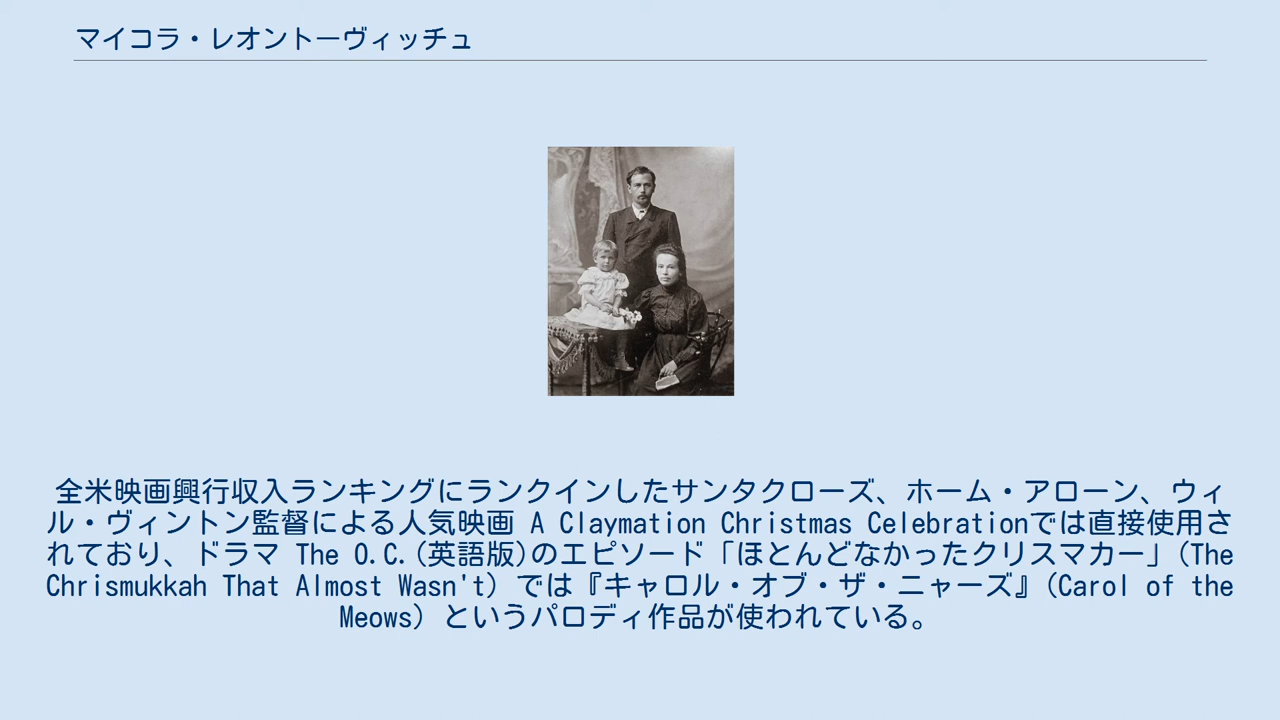 マイコラ・レオントーヴィッチュ
全米映画興行収入ランキングにランクインしたサンタクローズ、ホーム・アローン、ウィ
ル・ヴィントン監督による人気映画 A Claymation Christmas Celebrationでは直接使用さ
れており、ドラマ The O.C.(英語版)のエピソード「ほとんどなかったクリスマカー」(The
Chrismukkah That Almost Wasn't) では『キャロル・オブ・ザ・ニャーズ』(Carol of the
Meows) というパロディ作品が使われている。